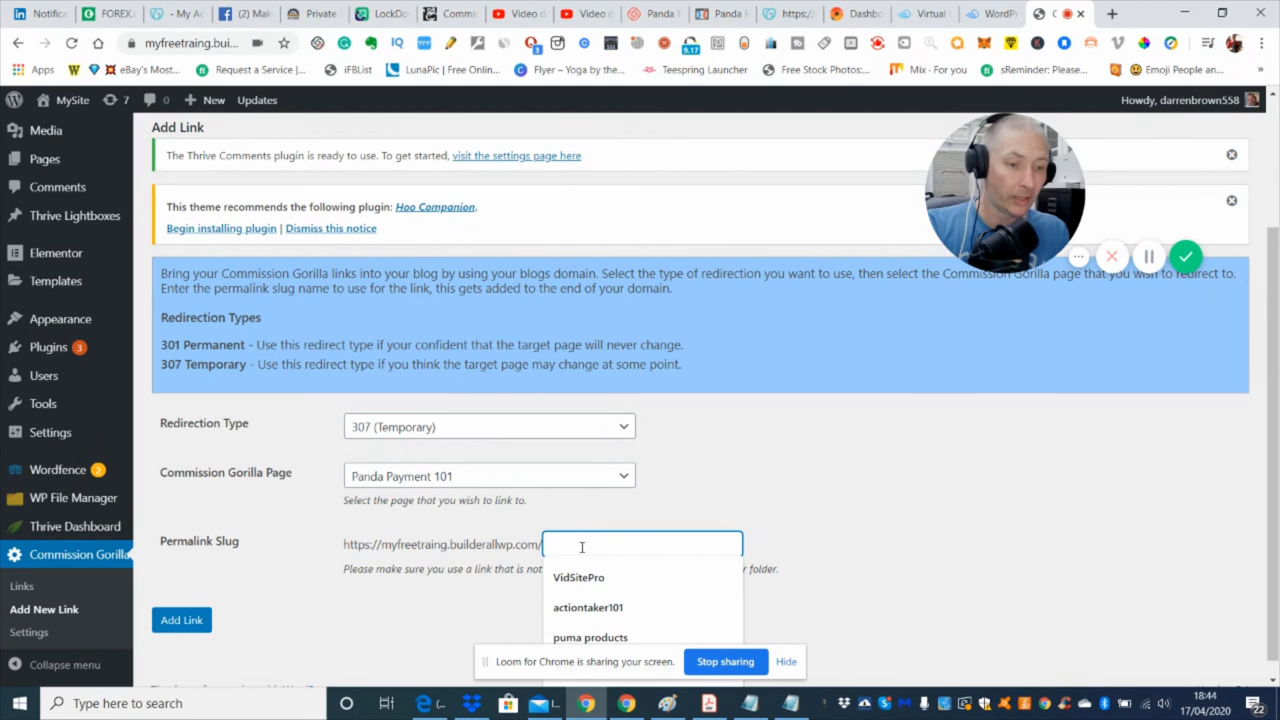 Notifica
FOREX.
- My Ac
(2) Mak
Private
LockDo
Commi
Video d
Video d
Panda P
Panda P
https://
Dashbo
Virtual
WordPr
C
myfreetraing.bui...
9.17
Apps
eBay's Most...
Request a Service |...
iFBList
LunaPic | Free Onlin...
Flyer – Yoga by the...
Teespring Launcher
Free Stock Photos:...
Mix - For you
sReminder: Please...
Emoji People an...
MySite
7
0
+ New
Updates
Howdy, darrenbrown558
Media
Pages
Comments
Thrive Lightboxes
Elementor
Templates
Appearance
Plugins 3
Users
Tools
Settings
Wordfence 2
WP File Manager
Thrive Dashboard
Commission Gorilla
Links
Add New Link
Settings
Collapse menu
Add Link
The Thrive Comments plugin is ready to use. To get started, visit the settings page here
This theme recommends the following plugin: Hoo Companion.
Begin installing plugin | Dismiss this notice
Bring your Commission Gorilla links into your blog by using your blogs domain. Select the type of redirection you want to use, then select the Commission Gorilla page that you wish to redirect to.
Enter the permalink slug name to use for the link, this gets added to the end of your domain.
Redirection Types
301 Permanent - Use this redirect type if your confident that the target page will never change.
307 Temporary - Use this redirect type if you think the target page may change at some point.
Redirection Type
307 (Temporary)
Commission Gorilla Page
Panda Payment 101
Select the page that you wish to link to.
Permalink Slug
https://myfreetraing.builderallwp.com/
Please make sure you use a link that is not
r folder.
VidSitePro
actiontaker101
puma products
Add Link
Loom for Chrome is sharing your screen.
Stop sharing
Hide
Type here to search
18:44
17/04/2020
22